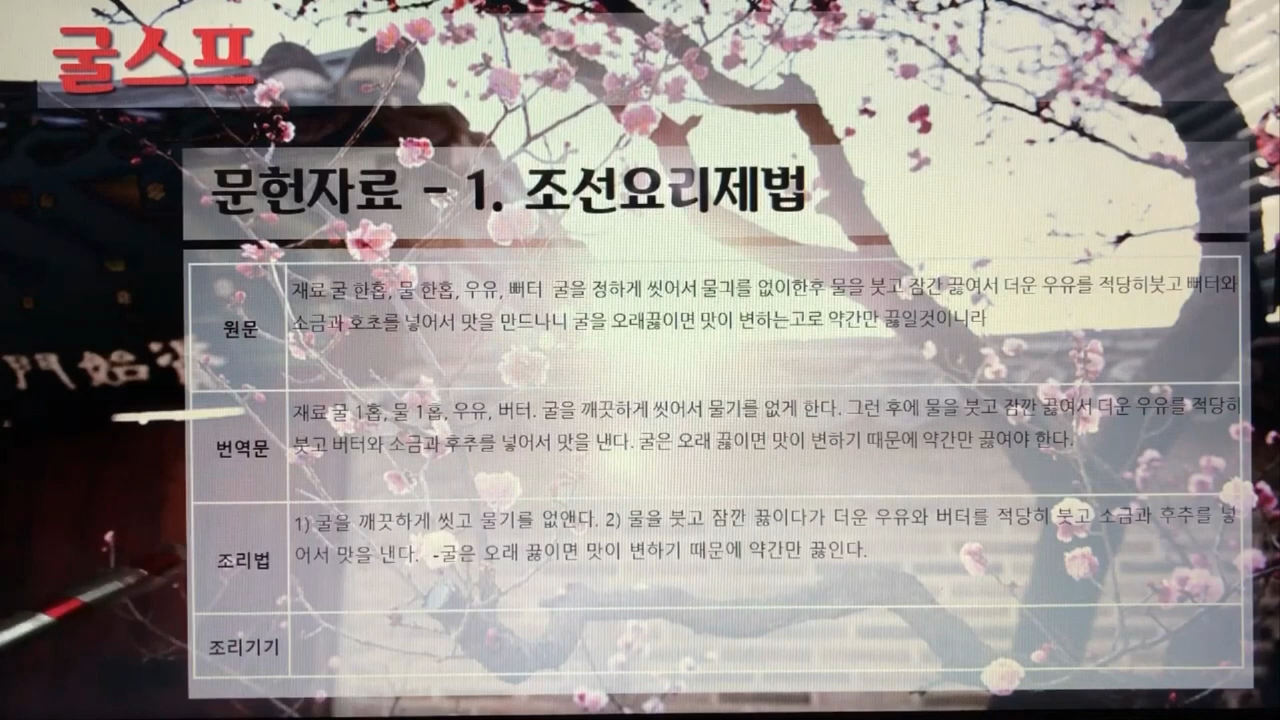 굴스프
문헌자료 - 1. 조선요리제법
원문
재료 굴 한홉, 물 한홉, 우유, 뻐터 굴을 정하게 씻어서 물긔를 없이한후 물을 붓고 잠간 끓여서 더운 우유를 적당히붓고 뻐터와
소금과 호초를 넣어서 맛을 만드나니 굴을 오래끓이면 맛이 변하는고로 약간만 끓일것이니라
번역문
재료 굴 1홉, 물 1홉, 우유, 버터. 굴을 깨끗하게 씻어서 물기를 없게 한다. 그런 후에 물을 붓고 잠깐 끓여서 더운 우유를 적당히
붓고 버터와 소금과 후추를 넣어서 맛을 낸다. 굴은 오래 끓이면 맛이 변하기 때문에 약간만 끓여야 한다.
조리법
1) 굴을 깨끗하게 씻고 물기를 없앤다. 2) 물을 붓고 잠깐 끓이다가 더운 우유와 버터를 적당히 붓고 소금과 후추를 넣
어서 맛을 낸다. -굴은 오래 끓이면 맛이 변하기 때문에 약간만 끓인다.
조리기기